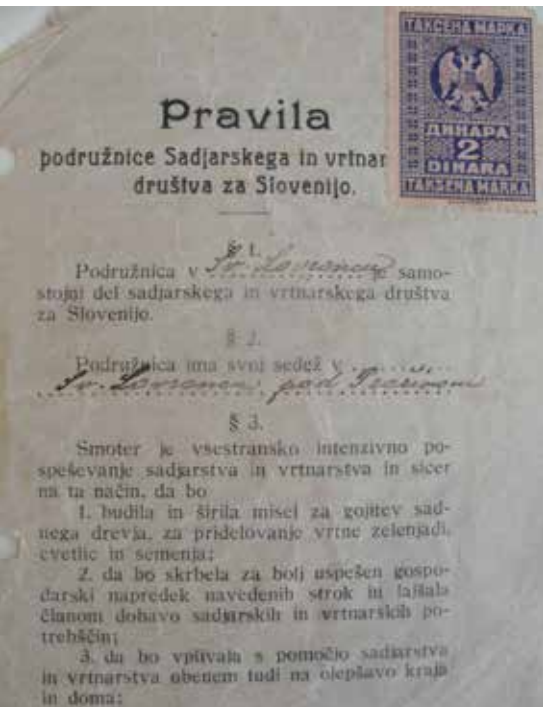 ТАКСЕНА МАРКА
ДИНАРА
2
DINARA
TAKSENA MARKA
Pravila
podružnice Sadjarskega in vrtnar
društva za Slovenijo.
§ 1.
Podružnica v Sv. Lovrencu je samo-
stojni del sadjarskega in vrtnarskega društva
za Slovenijo.
§ 2.
Podružnica ima svoj sedež v
Sv. Lovrencu pod
§ 3.
Smoter je vsestransko intenzivno po-
speševanje sadjarstva in vrtnarstva in sicer
na ta način, da bo
1. budila in širila misel za gojitev sad-
nega drevja, za pridelovanje vrtne zelenjadi,
cvetlic in semenja;
2. da bo skrbela za bolj uspešen gospo-
darski napredek navedenih strok in lajšala
članom dobavo sadjarskih in vrtnarskih po-
trebščin;
3. da bo vplivala s pomočjo sadjarstva
in vrtnarstva obenem tudi na olepšavo kraja
in doma;